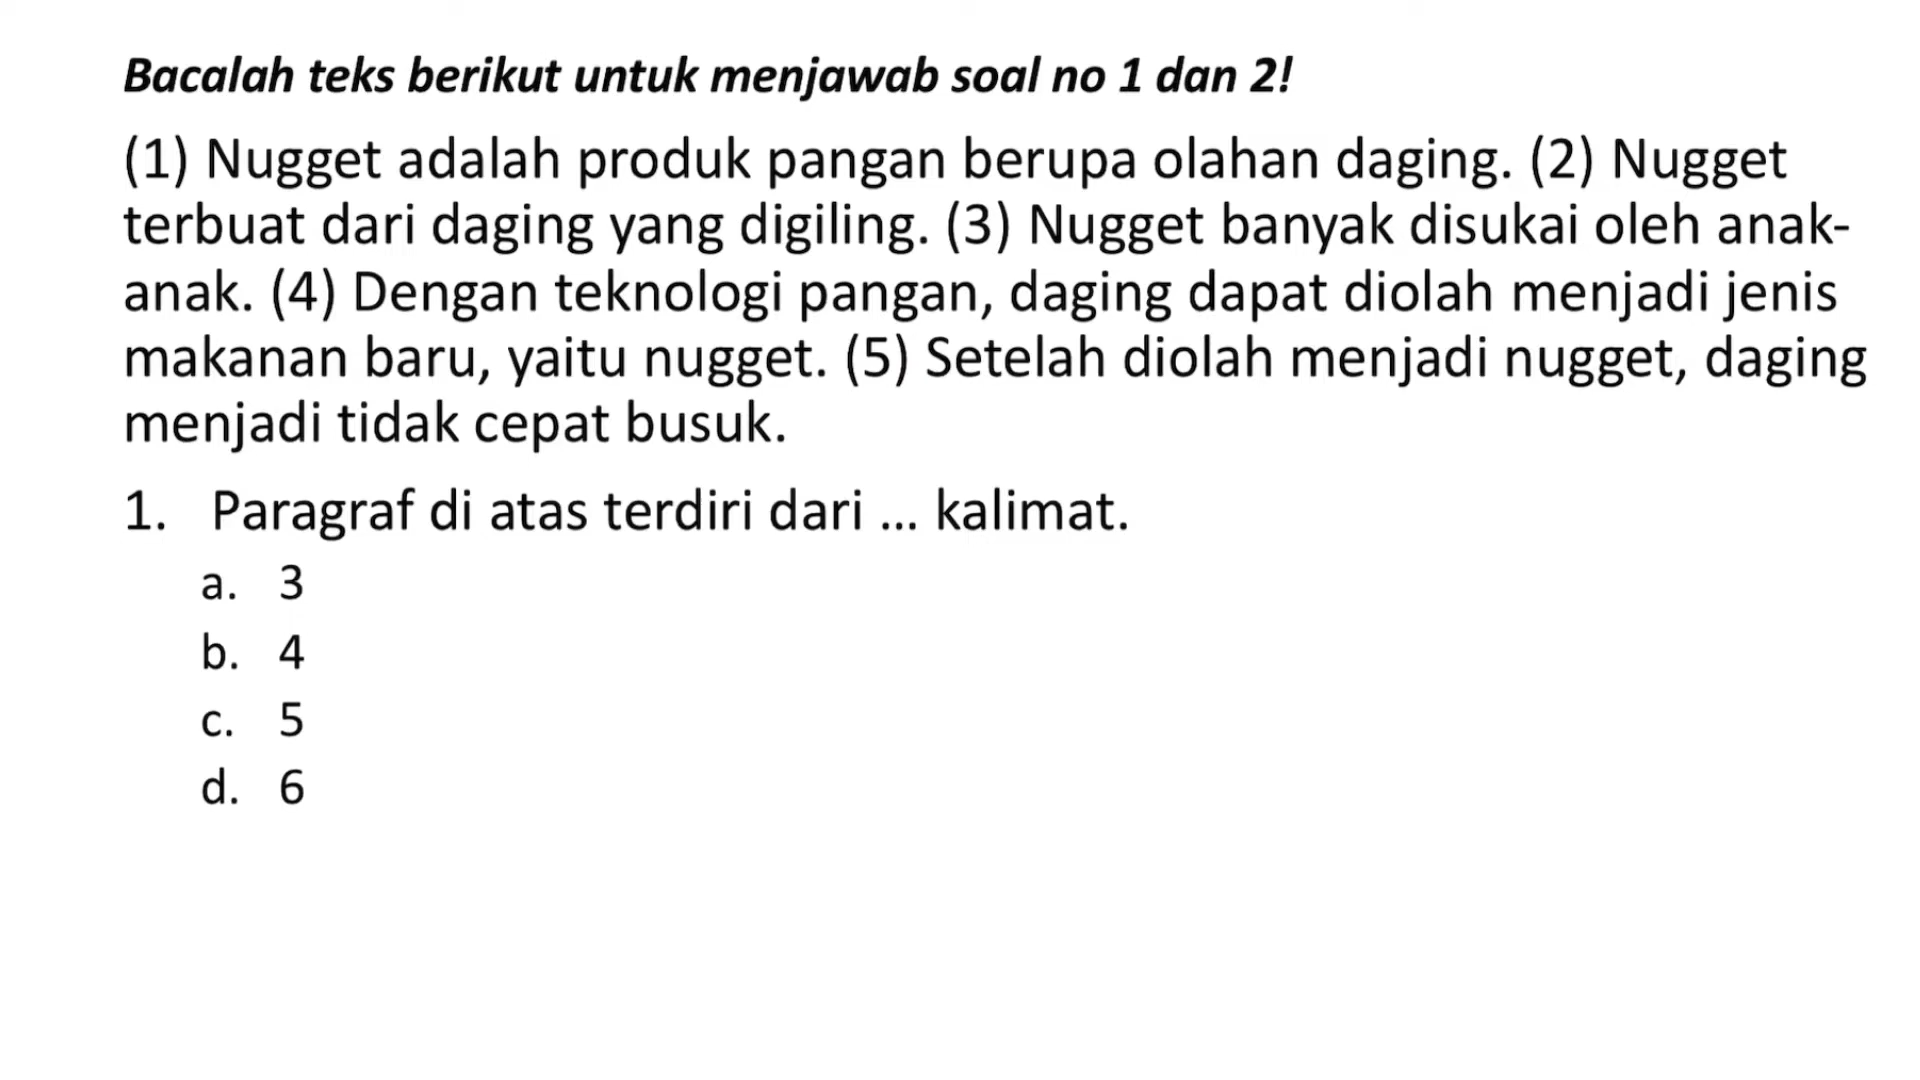 Bacalah teks berikut untuk menjawab soal no 1 dan 2!
(1) Nugget adalah produk pangan berupa olahan daging. (2) Nugget
terbuat dari daging yang digiling. (3) Nugget banyak disukai oleh anak-
anak. (4) Dengan teknologi pangan, daging dapat diolah menjadi jenis
makanan baru, yaitu nugget. (5) Setelah diolah menjadi nugget, daging
menjadi tidak cepat busuk.
1. Paragraf di atas terdiri dari ... kalimat.
a. 3
b. 4
c. 5
d. 6